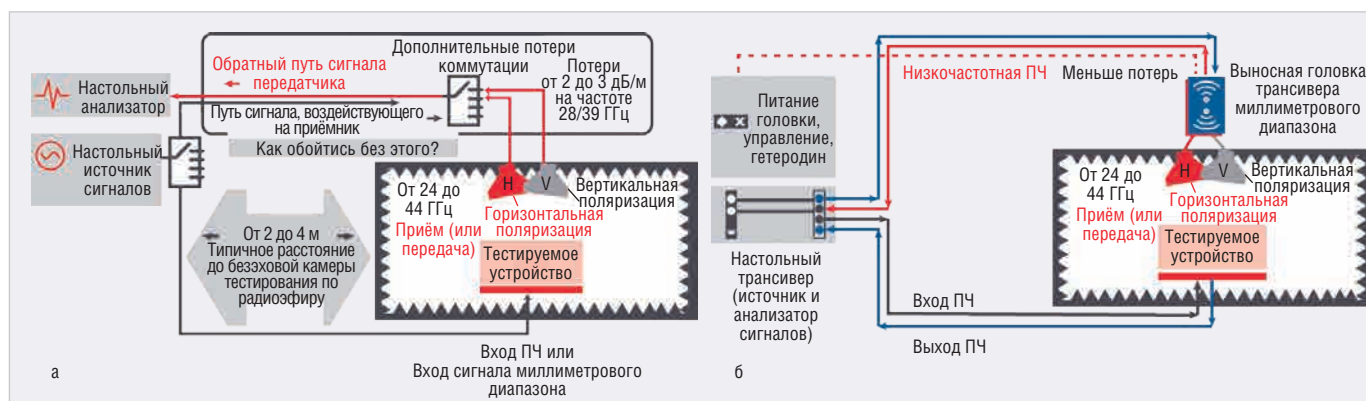 Дополнительные потери
коммутации
Обратный путь сигнала
передатчика
Потери
от 2 до 3 дБ/м
на частоте
28/39 ГГц
Настольный
анализатор
Путь сигнала, воздействующего
на приёмник
Как обойтись без этого?
Настольный
источник
сигналов
От 2 до 4 м
Типичное расстояние
до безэховой камеры
тестирования по
радиоэфиру
От 24 до
44 ГГц
Приём (или
передача)
H
V
Вертикальная
поляризация
Горизонтальная
поляризация
Тестируемое
устройство
Вход ПЧ или
Вход сигнала миллиметрового
диапазона
а
Низкочастотная ПЧ
Меньше потерь
Выносная головка
трансивера
миллиметрового
диапазона
Питание
головки,
управление,
гетеродин
Настольный
трансивер
(источник и
анализатор
сигналов)
От 24 до
44 ГГц
Приём (или
передача)
H
V
Вертикальная
поляризация
Горизонтальная
поляризация
Тестируемое
устройство
Вход ПЧ
Выход ПЧ
б